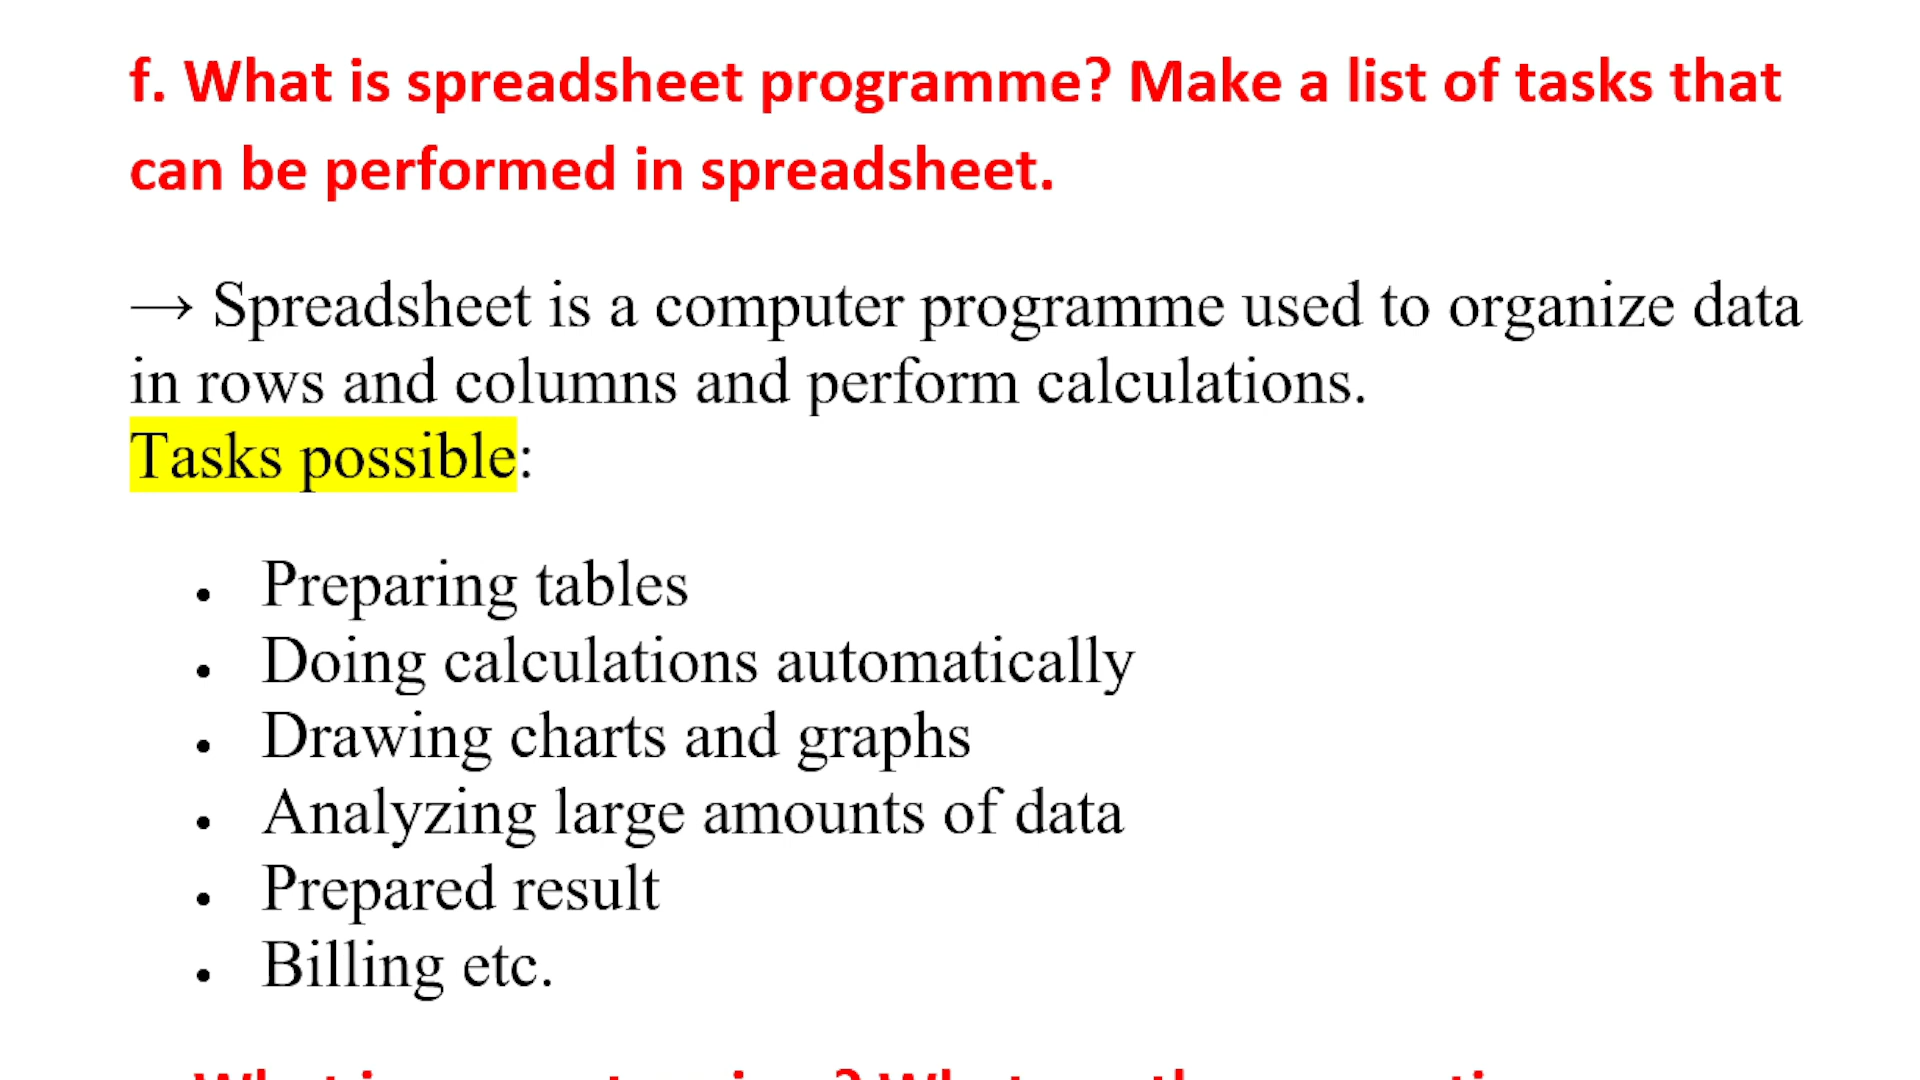 f. What is spreadsheet programme? Make a list of tasks that
can be performed in spreadsheet.
→ Spreadsheet is a computer programme used to organize data
in rows and columns and perform calculations.
Tasks possible:
• Preparing tables
• Doing calculations automatically
• Drawing charts and graphs
• Analyzing large amounts of data
• Prepared result
• Billing etc.